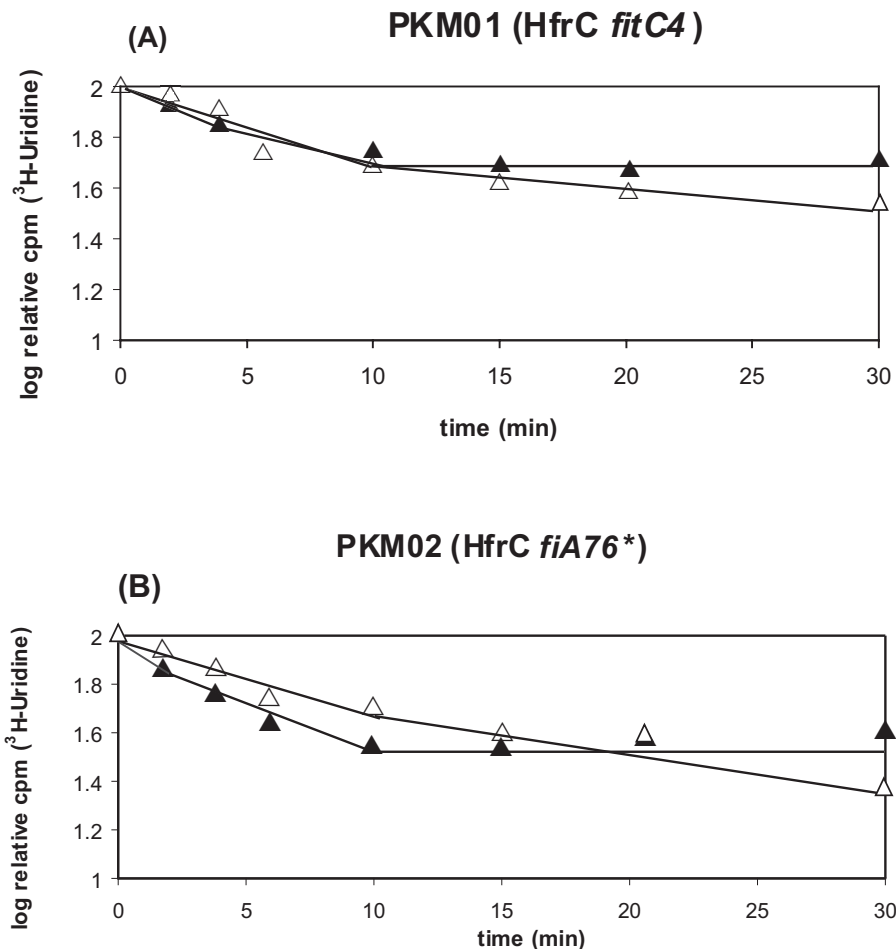 (A)
PKM01 (HfrC fitC4 )
log relative cpm (³H-Uridine)
2
1.8
1.6
1.4
1.2
1
0 5 10 15 20 25 30
time (min)
PKM02 (HfrC fiA76*)
(B)
log relative cpm (³H-Uridine)
2
1.8
1.6
1.4
1.2
1
0 5 10 15 20 25 30
time (min)